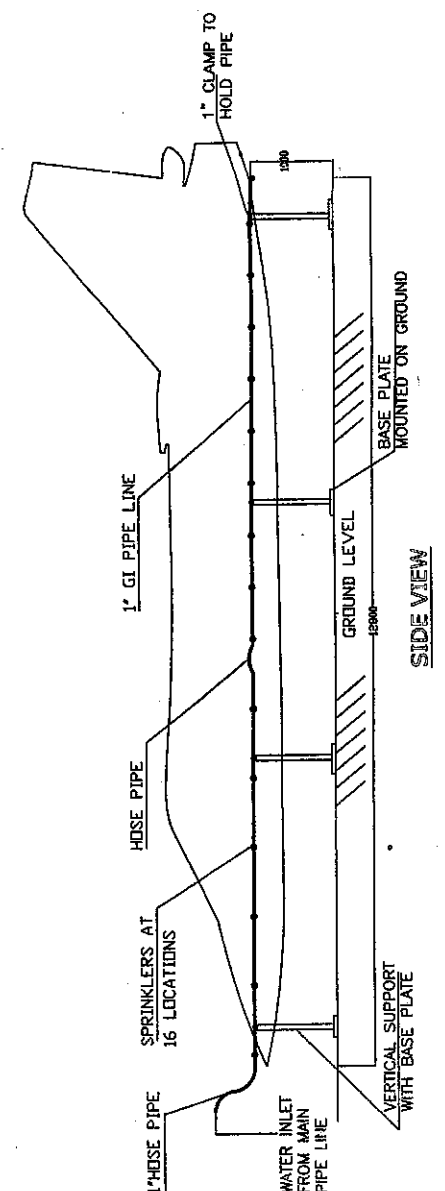 1"HOSE PIPE
WATER INLET
FROM MAIN
PIPE LINE
SPRINKLERS AT
16 LOCATIONS
HOSE PIPE
1" GI PIPE LINE
1" CLAMP TO
HOLD PIPE
1900
VERTICAL SUPPORT
WITH BASE PLATE
GROUND LEVEL
12800
BASE PLATE
MOUNTED ON GROUND
SIDE VIEW